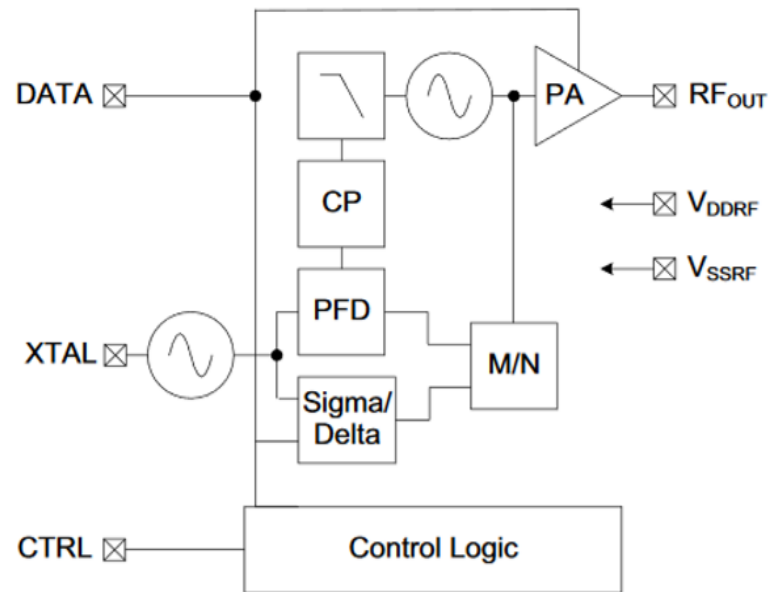 DATA
PA
RFOUT
CP
VDDRF
VSSRF
PFD
XTAL
M/N
Sigma/
Delta
CTRL
Control Logic